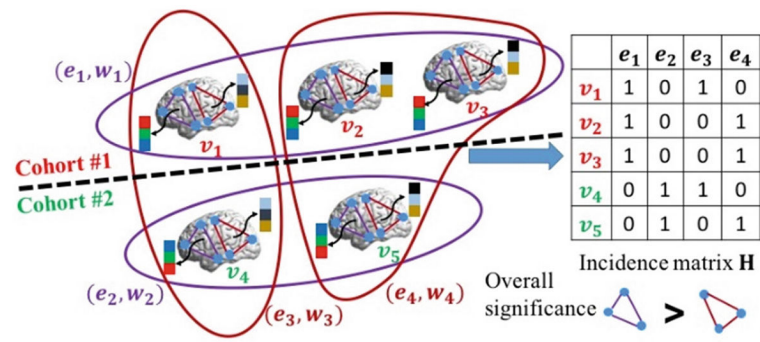 (e₁, w₁)
v₁
v₂
v₃
Cohort #1
Cohort #2
v₄
v₅
(e₂, w₂)
(e₃, w₃)
(e₄, w₄)
e₁ e₂ e₃ e₄
v₁ 1 0 1 0
v₂ 1 0 0 1
v₃ 1 0 0 1
v₄ 0 1 1 0
v₅ 0 1 0 1
Incidence matrix H
Overall
significance
>